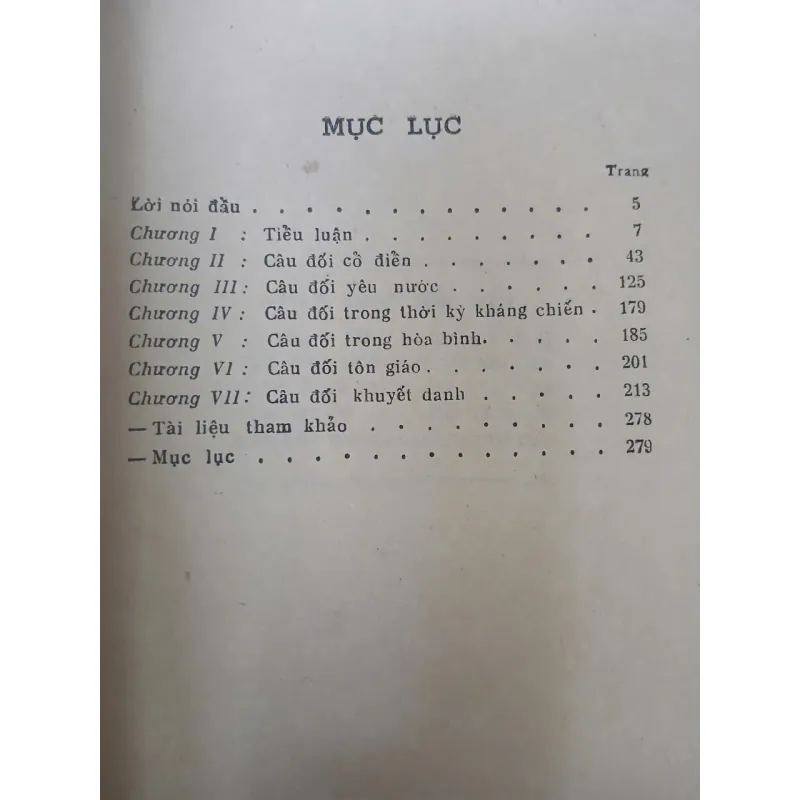 MỤC LỤC
Trang
Lời nói đầu . . . . . . . . . . . . . 5
Chương I : Tiểu luận . . . . . . . . . 7
Chương II : Câu đối cổ điển . . . . . . . 43
Chương III : Câu đối yêu nước . . . . . . 125
Chương IV : Câu đối trong thời kỳ kháng chiến . 179
Chương V : Câu đối trong hòa bình. . . . . 185
Chương VI : Câu đối tôn giáo . . . . . . . 201
Chương VII : Câu đối khuyết danh . . . . . 213
— Tài liệu tham khảo . . . . . . . . . 278
— Mục lục . . . . . . . . . . . . . 279